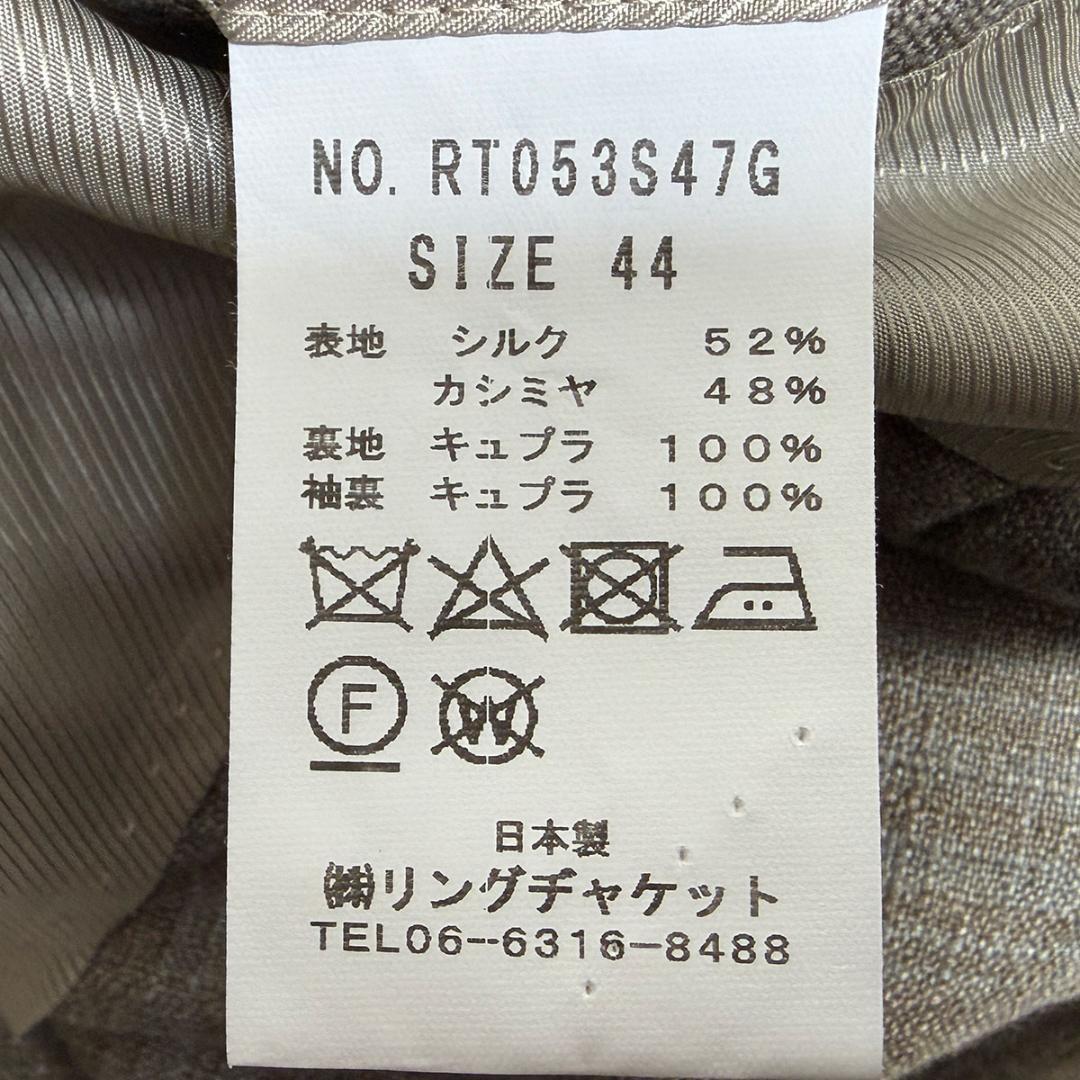 NO. RT053S47G
SIZE 44
表地 シルク 52%
カシミヤ 48%
裏地 キュプラ 100%
袖裏 キュプラ 100%
F
W
日本製
㈱リングヂャケット
TEL06-6316-8488